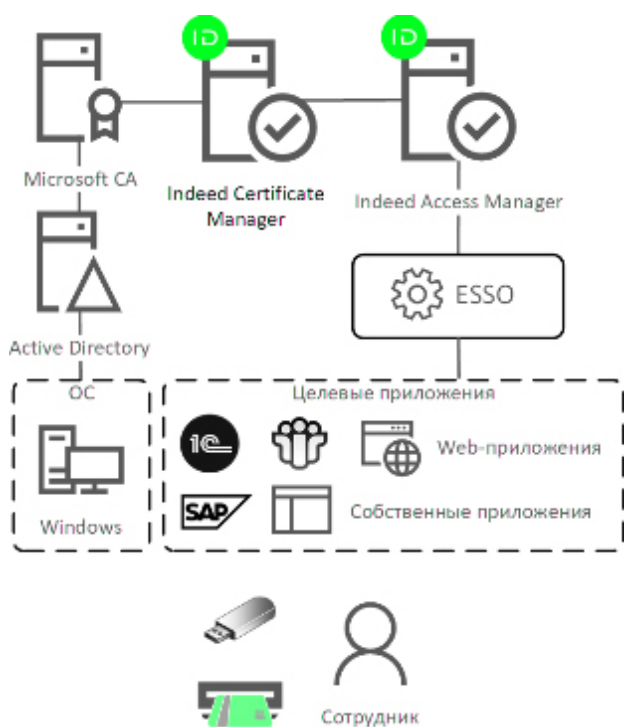 ID
ID
Microsoft CA
Indeed Certificate
Manager
Indeed Access Manager
ESSO
Active Directory
ОС
Целевые приложения
1С
Web-приложения
SAP
Собственные приложения
Windows
Сотрудник